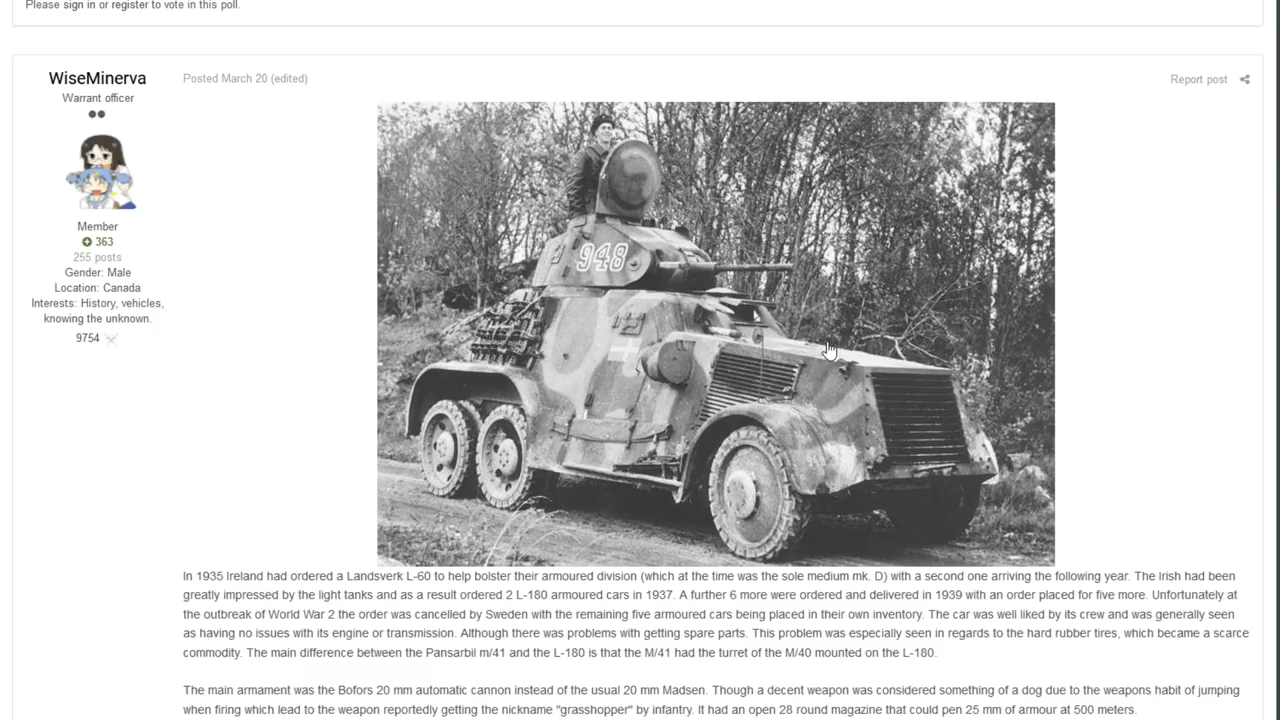 Please sign in or register to vote in this poll.
WiseMinerva
Posted March 20 (edited)
Report post
Warrant officer
Member
363
255 posts
Gender: Male
Location: Canada
Interests: History, vehicles,
knowing the unknown.
9754
948
In 1935 Ireland had ordered a Landsverk L-60 to help bolster their armoured division (which at the time was the sole medium mk. D) with a second one arriving the following year. The Irish had been
greatly impressed by the light tanks and as a result ordered 2 L-180 armoured cars in 1937. A further 6 more were ordered and delivered in 1939 with an order placed for five more. Unfortunately at
the outbreak of World War 2 the order was cancelled by Sweden with the remaining five armoured cars being placed in their own inventory. The car was well liked by its crew and was generally seen
as having no issues with its engine or transmission. Although there was problems with getting spare parts. This problem was especially seen in regards to the hard rubber tires, which became a scarce
commodity. The main difference between the Pansarbil m/41 and the L-180 is that the M/41 had the turret of the M/40 mounted on the L-180.
The main armament was the Bofors 20 mm automatic cannon instead of the usual 20 mm Madsen. Though a decent weapon was considered something of a dog due to the weapons habit of jumping
when firing which lead to the weapon reportedly getting the nickname "grasshopper" by infantry. It had an open 28 round magazine that could pen 25 mm of armour at 500 meters.